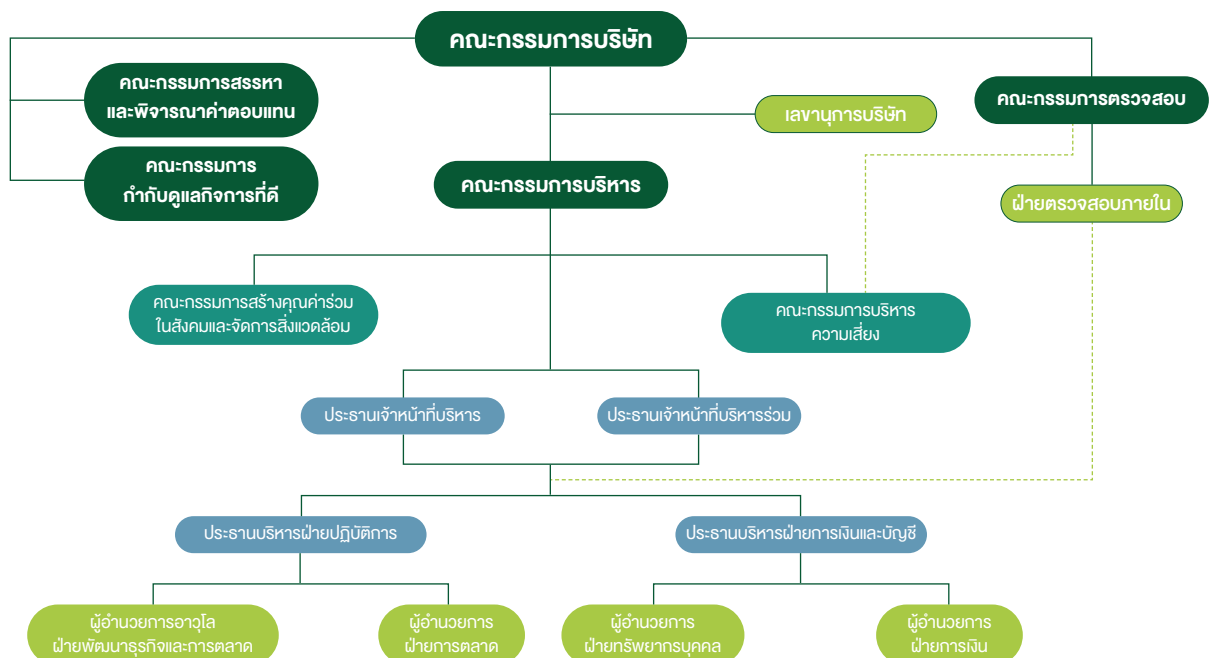 คณะกรรมการบริษัท
คณะกรรมการสรรหา
และพิจารณาค่าตอบแทน
คณะกรรมการตรวจสอบ
เลขานุการบริษัท
คณะกรรมการ
กำกับดูแลกิจการที่ดี
คณะกรรมการบริหาร
ฝ่ายตรวจสอบภายใน
คณะกรรมการสร้างคุณค่าร่วม
ในสังคมและจัดการสิ่งแวดล้อม
คณะกรรมการบริหาร
ความเสี่ยง
ประธานเจ้าหน้าที่บริหาร
ประธานเจ้าหน้าที่บริหารร่วม
ประธานบริหารฝ่ายปฏิบัติการ
ประธานบริหารฝ่ายการเงินและบัญชี
ผู้อำนวยการอาวุโส
ฝ่ายพัฒนาธุรกิจและการตลาด
ผู้อำนวยการ
ฝ่ายการตลาด
ผู้อำนวยการ
ฝ่ายทรัพยากรบุคคล
ผู้อำนวยการ
ฝ่ายการเงิน